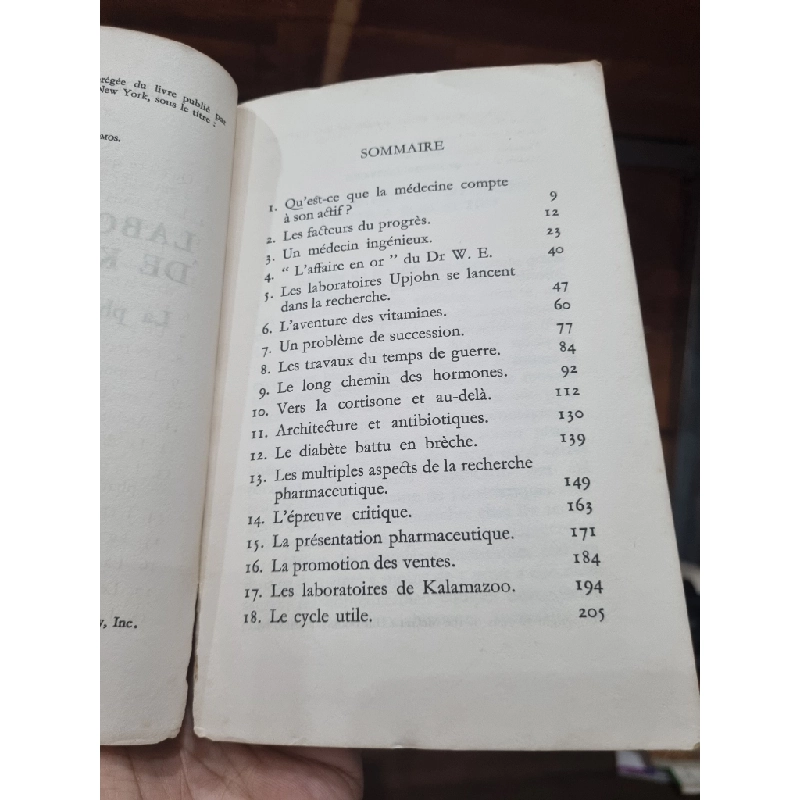 régée du livre publié par
New York, sous le titre :
MOS.
y, Inc.
SOMMAIRE
1. Qu'est-ce que la médecine compte
à son actif ? 9
2. Les facteurs du progrès. 12
3. Un médecin ingénieux. 23
4. " L'affaire en or " du Dr W. E. 40
5. Les laboratoires Upjohn se lancent
dans la recherche. 47
6. L'aventure des vitamines. 60
7. Un problème de succession. 77
8. Les travaux du temps de guerre. 84
9. Le long chemin des hormones. 92
10. Vers la cortisone et au-delà. 112
11. Architecture et antibiotiques. 130
12. Le diabète battu en brèche. 139
13. Les multiples aspects de la recherche
pharmaceutique. 149
14. L'épreuve critique. 163
15. La présentation pharmaceutique. 171
16. La promotion des ventes. 184
17. Les laboratoires de Kalamazoo. 194
18. Le cycle utile. 205